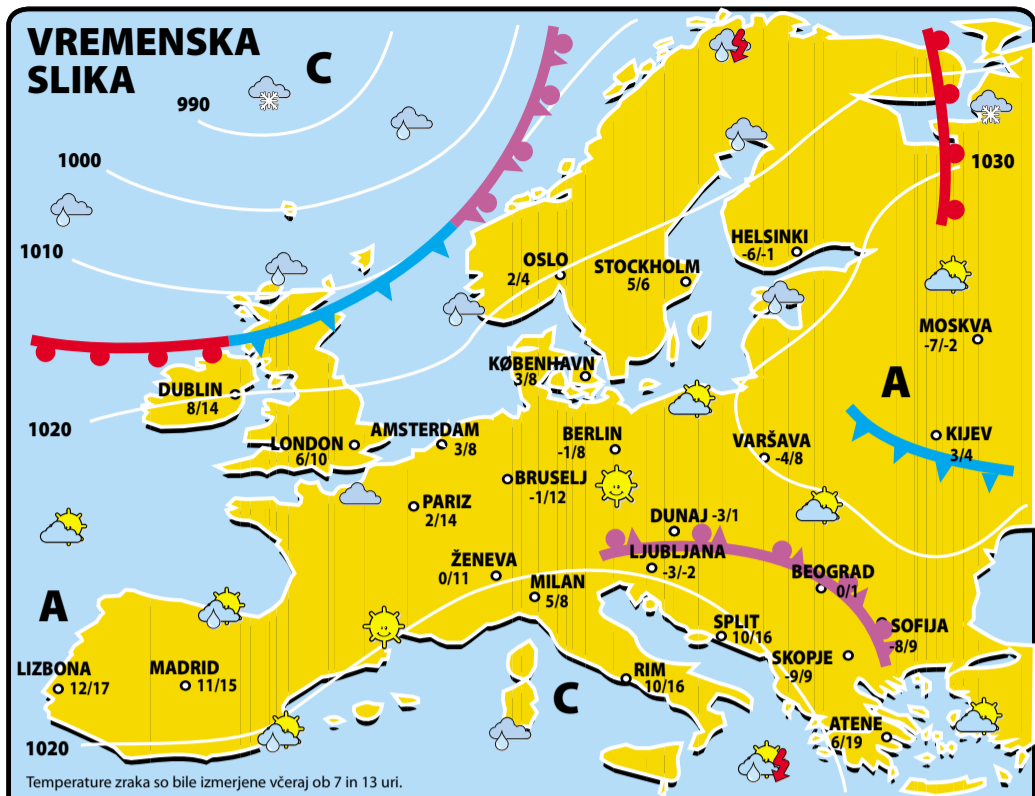 VREMENSKA
SLIKA
C
990
1000
1030
1010
HELSINKI
-6/-1
OSLO
2/4
STOCKHOLM
5/6
MOSKVA
-7/-2
KØBENHAVN
3/8
DUBLIN
8/14
A
1020
AMSTERDAM
3/8
LONDON
6/10
BERLIN
-1/8
VARŠAVA
-4/8
KIJEV
3/4
BRUSELJ
-1/12
PARIZ
2/14
DUNAJ -3/1
LJUBLJANA
-3/-2
ŽENEVA
0/11
BEOGRAD
0/1
MILAN
5/8
A
SPLIT
10/16
SOFIJA
-8/9
SKOPJE
-9/9
LIZBONA
12/17
MADRID
11/15
RIM
10/16
C
ATENE
6/19
1020
Temperature zraka so bile izmerjene včeraj ob 7 in 13 uri.